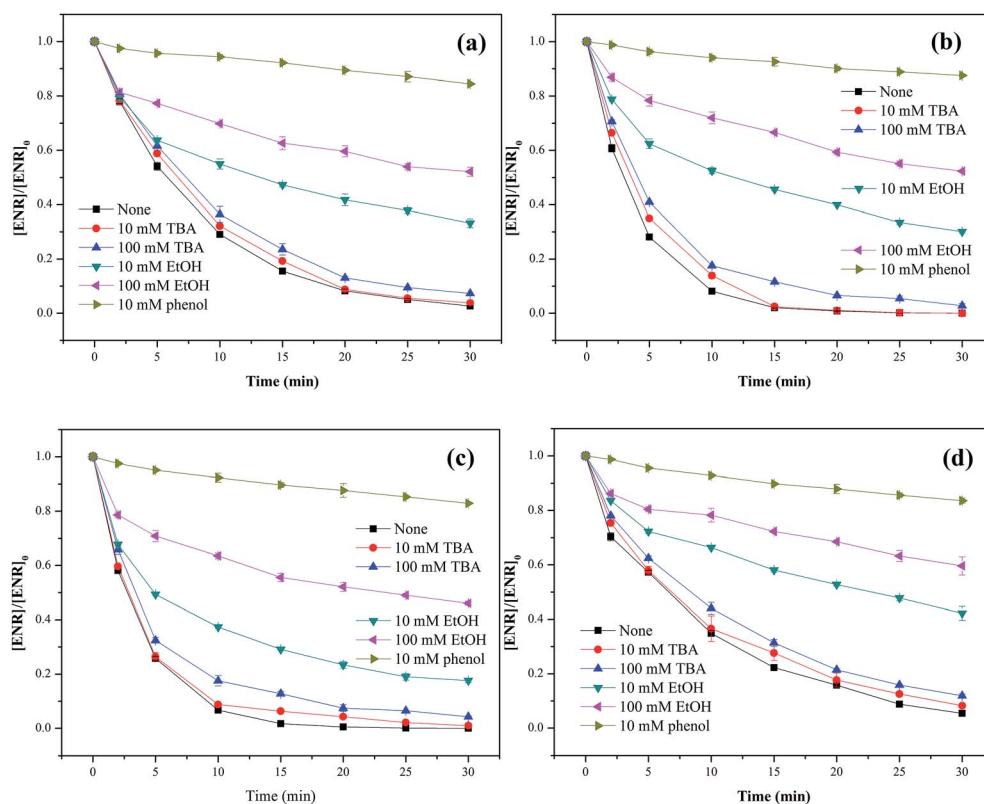 (a)
1.0
0.8
0.6
0.4
0.2
0.0
[ENR]/[ENR]0
None
10 mM TBA
100 mM TBA
10 mM EtOH
100 mM EtOH
10 mM phenol
0 5 10 15 20 25 30
Time (min)
(b)
1.0
0.8
0.6
0.4
0.2
0.0
[ENR]/[ENR]0
None
10 mM TBA
100 mM TBA
10 mM EtOH
100 mM EtOH
10 mM phenol
0 5 10 15 20 25 30
Time (min)
(c)
1.0
0.8
0.6
0.4
0.2
0.0
[ENR]/[ENR]0
None
10 mM TBA
100 mM TBA
10 mM EtOH
100 mM EtOH
10 mM phenol
0 5 10 15 20 25 30
Time (min)
(d)
1.0
0.8
0.6
0.4
0.2
0.0
[ENR]/[ENR]0
None
10 mM TBA
100 mM TBA
10 mM EtOH
100 mM EtOH
10 mM phenol
0 5 10 15 20 25 30
Time (min)